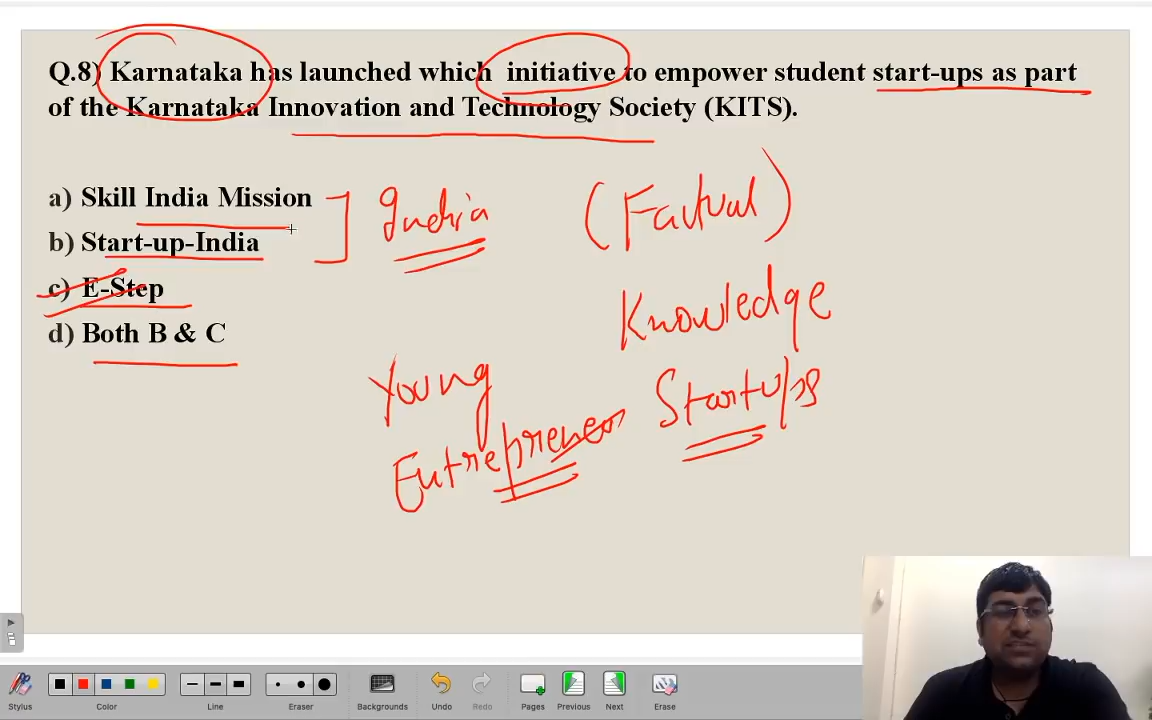 Q.8) Karnataka has launched which initiative to empower student start-ups as part
of the Karnataka Innovation and Technology Society (KITS).
a) Skill India Mission
b) Start-up-India
c) E-Step
d) Both B & C
India
(Factual)
Knowledge
Startups
Young
Entrepreneor
Stylus
Color
Line
Eraser
Backgrounds
Undo
Redo
Pages
Previous
Next
Erase